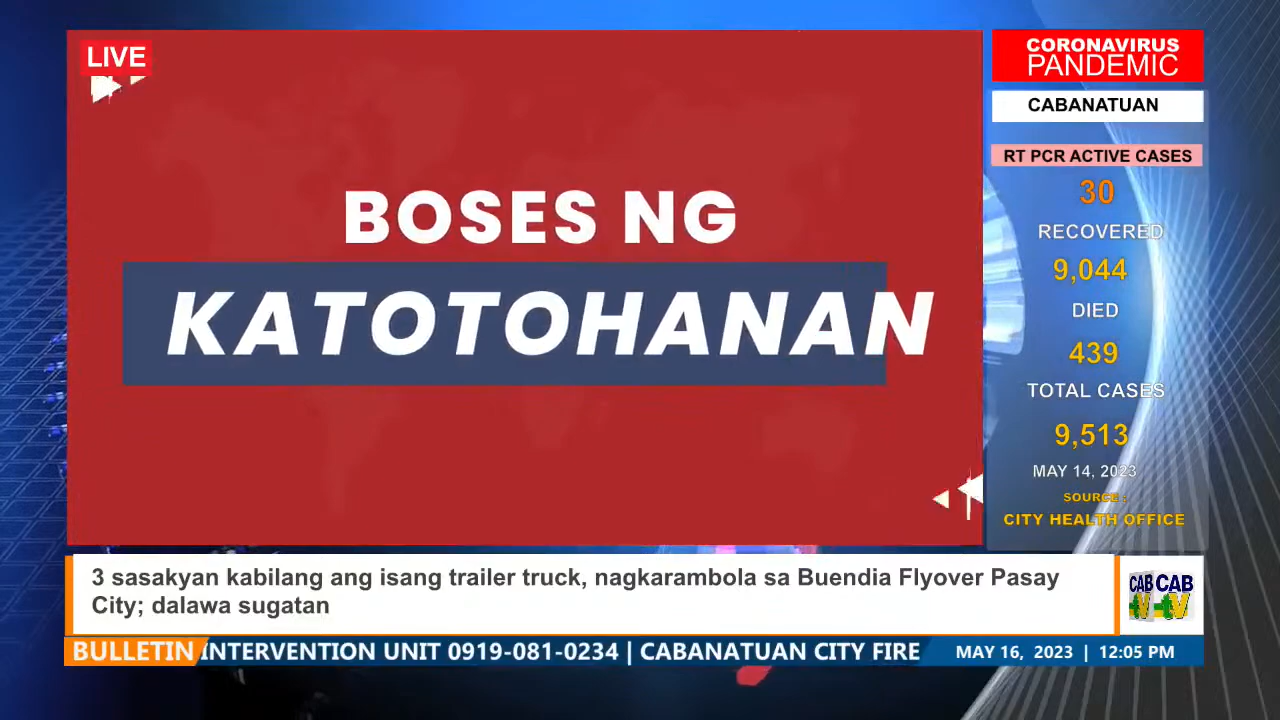 LIVE
BOSES NG
KATOTOHANAN
CORONAVIRUS
PANDEMIC
CABANATUAN
RT PCR ACTIVE CASES
30
RECOVERED
9,044
DIED
439
TOTAL CASES
9,513
MAY 14, 2023
SOURCE :
CITY HEALTH OFFICE
3 sasakyan kabilang ang isang trailer truck, nagkarambola sa Buendia Flyover Pasay
City; dalawa sugatan
CAB CAB
TV TV
BULLETIN INTERVENTION UNIT 0919-081-0234 | CABANATUAN CITY FIRE
MAY 16, 2023 | 12:05 PM